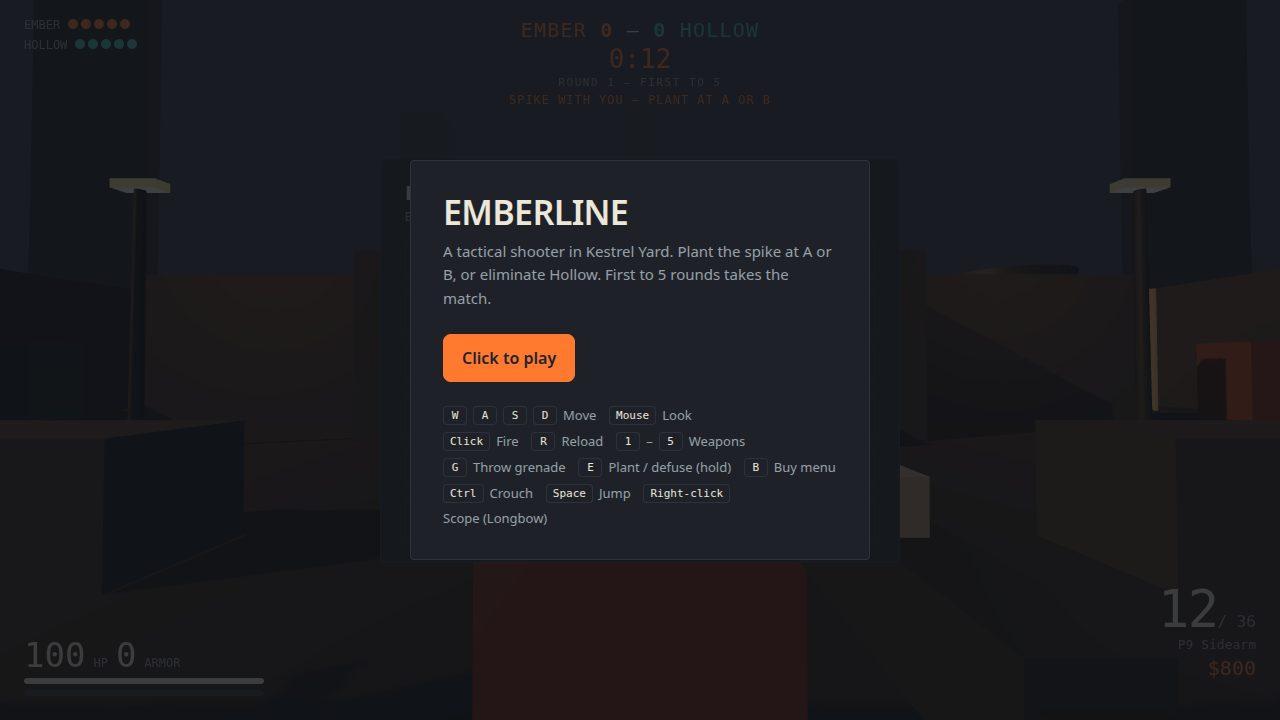 EMBER
HOLLOW
EMBER 0 — 0 HOLLOW
0:12
ROUND 1 — FIRST TO 5
SPIKE WITH YOU — PLANT AT A OR B
EMBERLINE
A tactical shooter in Kestrel Yard. Plant the spike at A or
B, or eliminate Hollow. First to 5 rounds takes the
match.
Click to play
W A S D Move Mouse Look
Click Fire R Reload 1 – 5 Weapons
G Throw grenade E Plant / defuse (hold) B Buy menu
Ctrl Crouch Space Jump Right-click
Scope (Longbow)
100 HP 0 ARMOR
12 / 36
P9 Sidearm
$800